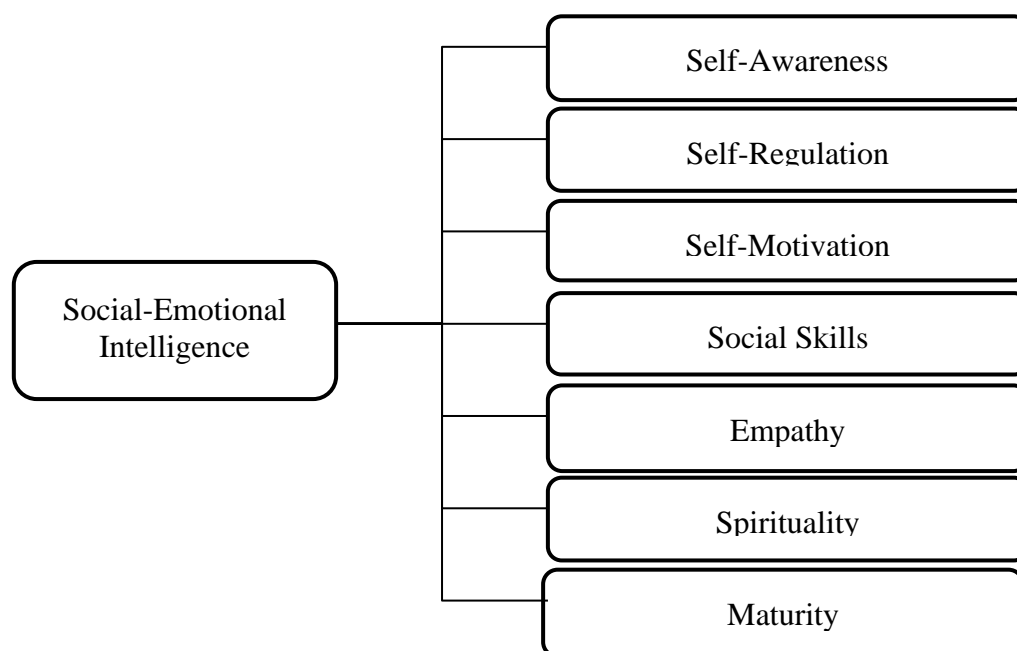 Self-Awareness
Self-Regulation
Self-Motivation
Social-Emotional
Intelligence
Social Skills
Empathy
Spirituality
Maturity